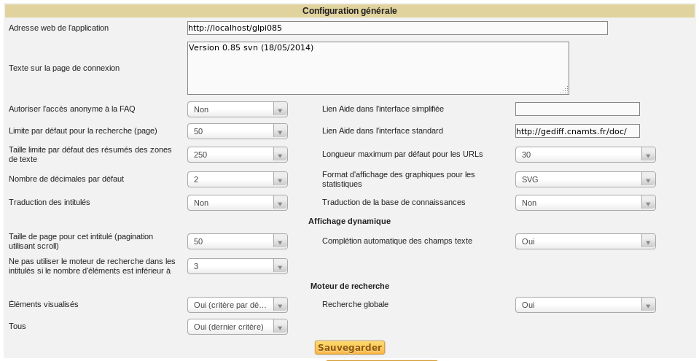 Configuration générale
Adresse web de l'application
http://localhost/glpi085
Texte sur la page de connexion
Version 0.85 svn (18/05/2014)
Autoriser l'accès anonyme à la FAQ
Non
Lien Aide dans l'interface simplifiée
Limite par défaut pour la recherche (page)
50
Lien Aide dans l'interface standard
http://gediff.cnamts.fr/doc/
Taille limite par défaut des résumés des zones
de texte
250
Longueur maximum par défaut pour les URLs
30
Nombre de décimales par défaut
2
Format d'affichage des graphiques pour les
statistiques
SVG
Traduction des intitulés
Non
Traduction de la base de connaissances
Non
Affichage dynamique
Taille de page pour cet intitulé (pagination
utilisant scroll)
50
Complétion automatique des champs texte
Oui
Ne pas utiliser le moteur de recherche dans les
intitulés si le nombre d'éléments est inférieur à
3
Moteur de recherche
Éléments visualisés
Oui (critère par dé...
Recherche globale
Oui
Tous
Oui (dernier critère)
Sauvegarder